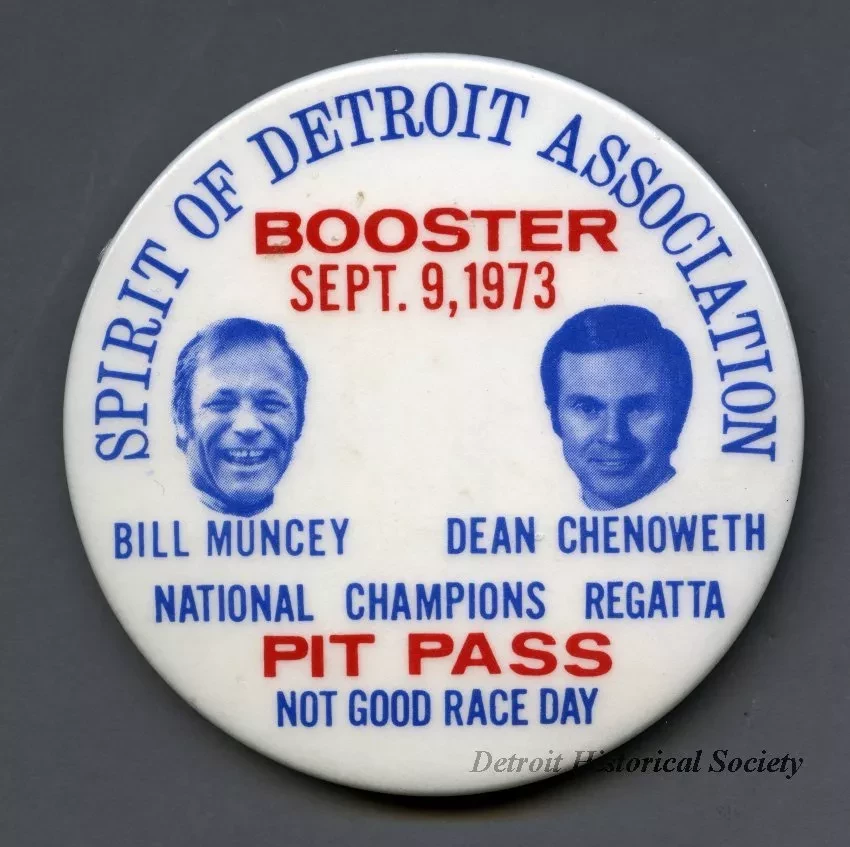 SPIRIT OF DETROIT ASSOCIATION
BOOSTER
SEPT. 9, 1973
BILL MUNCEY
DEAN CHENOWETH
NATIONAL CHAMPIONS REGATTA
PIT PASS
NOT GOOD RACE DAY
Detroit Historical Society